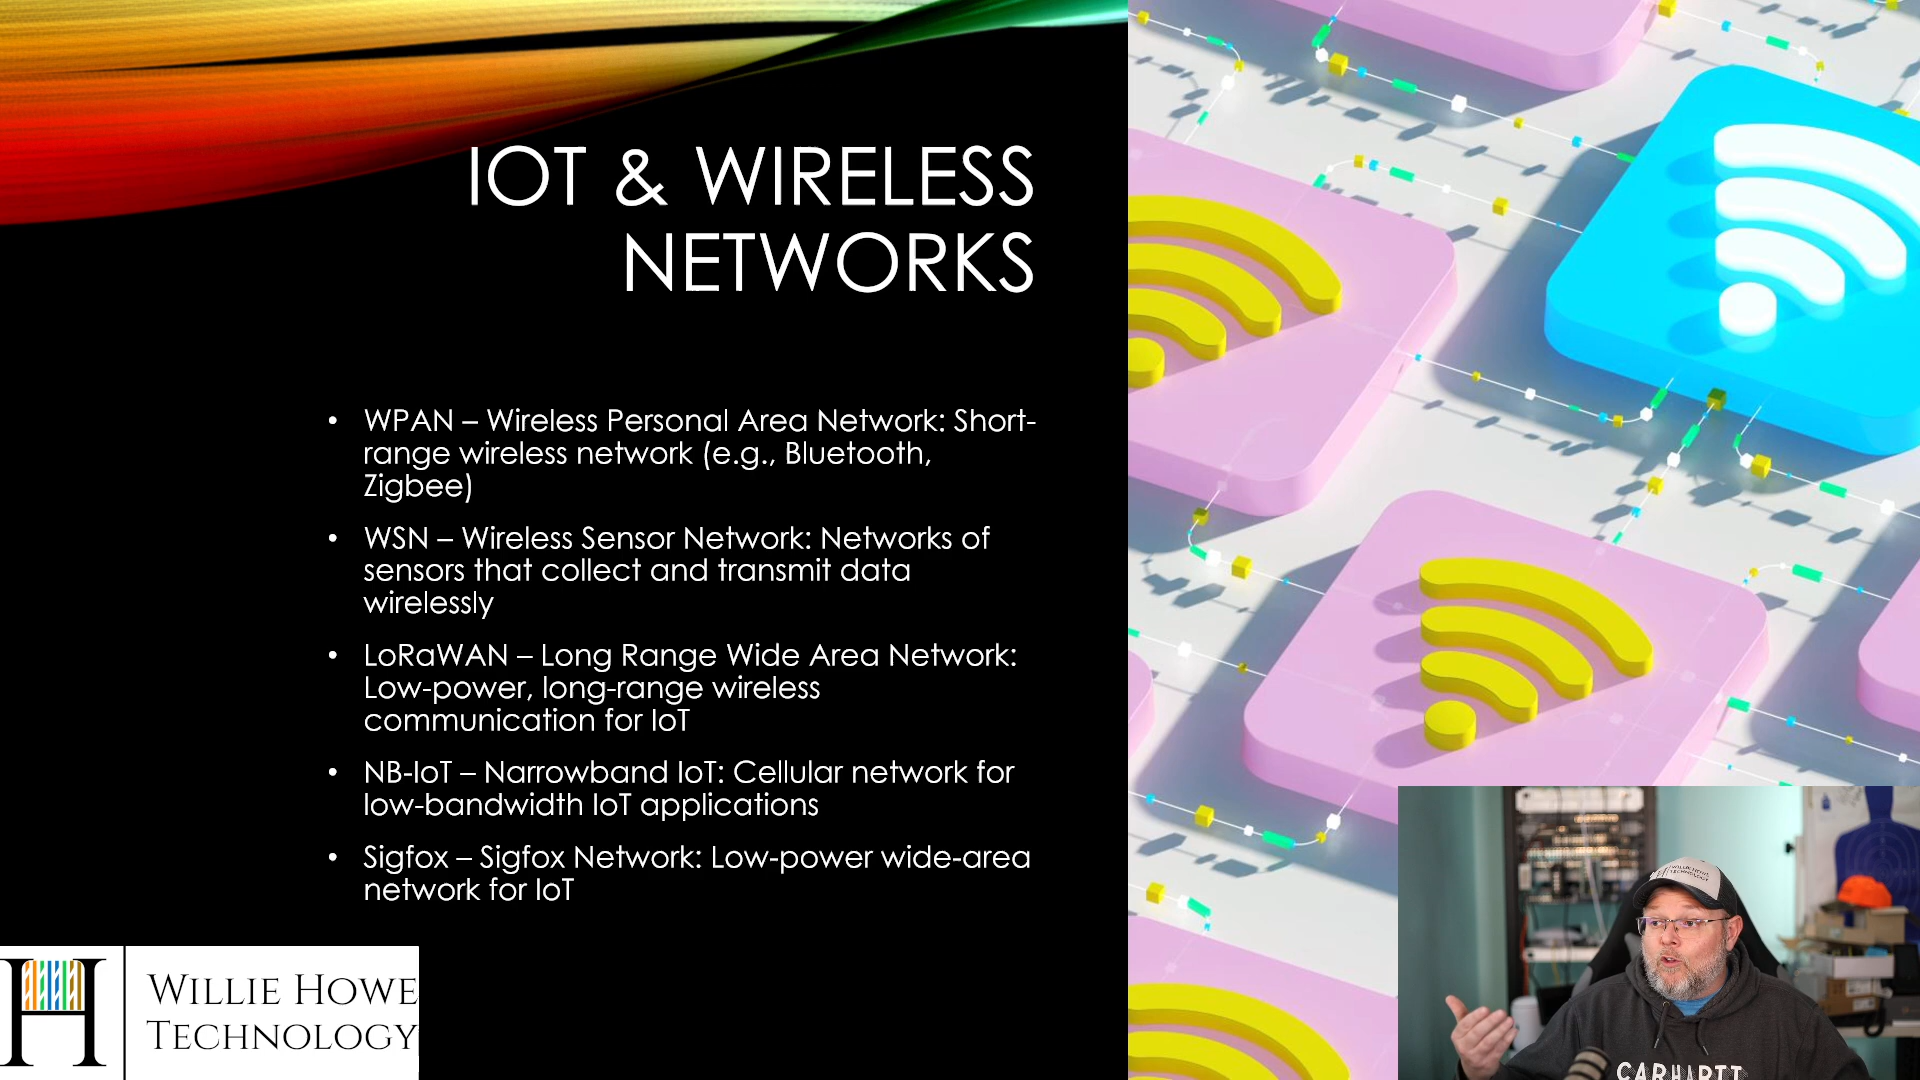 IOT & WIRELESS
NETWORKS
• WPAN – Wireless Personal Area Network: Short-
range wireless network (e.g., Bluetooth,
Zigbee)
• WSN – Wireless Sensor Network: Networks of
sensors that collect and transmit data
wirelessly
• LoRaWAN – Long Range Wide Area Network:
Low-power, long-range wireless
communication for IoT
• NB-IoT – Narrowband IoT: Cellular network for
low-bandwidth IoT applications
• Sigfox – Sigfox Network: Low-power wide-area
network for IoT
H
WILLIE HOWE
TECHNOLOGY
WILLIE HOWE
TECHNOLOGY
CARHARTT